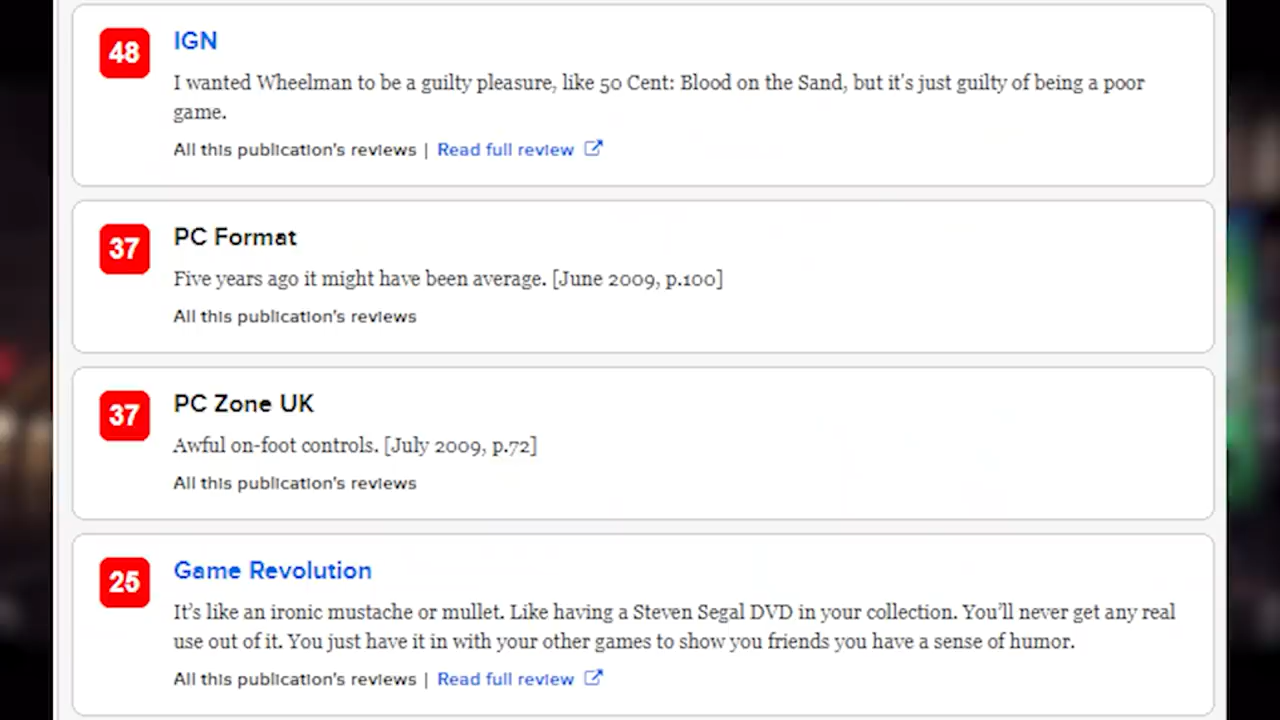 48
IGN
I wanted Wheelman to be a guilty pleasure, like 50 Cent: Blood on the Sand, but it's just guilty of being a poor
game.
All this publication's reviews | Read full review
37
PC Format
Five years ago it might have been average. [June 2009, p.100]
All this publication's reviews
37
PC Zone UK
Awful on-foot controls. [July 2009, p.72]
All this publication's reviews
25
Game Revolution
It’s like an ironic mustache or mullet. Like having a Steven Segal DVD in your collection. You’ll never get any real
use out of it. You just have it in with your other games to show you friends you have a sense of humor.
All this publication's reviews | Read full review